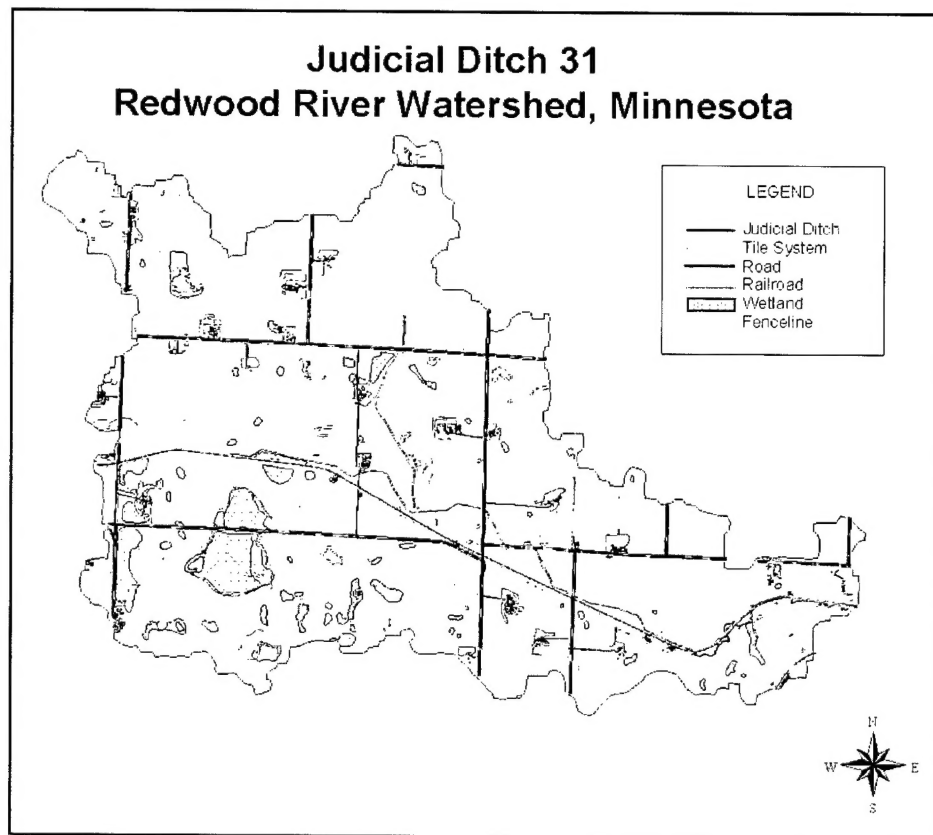 Judicial Ditch 31
Redwood River Watershed, Minnesota
LEGEND
Judicial Ditch
Tile System
Road
Railroad
Wetland
Fenceline
N
W E
S